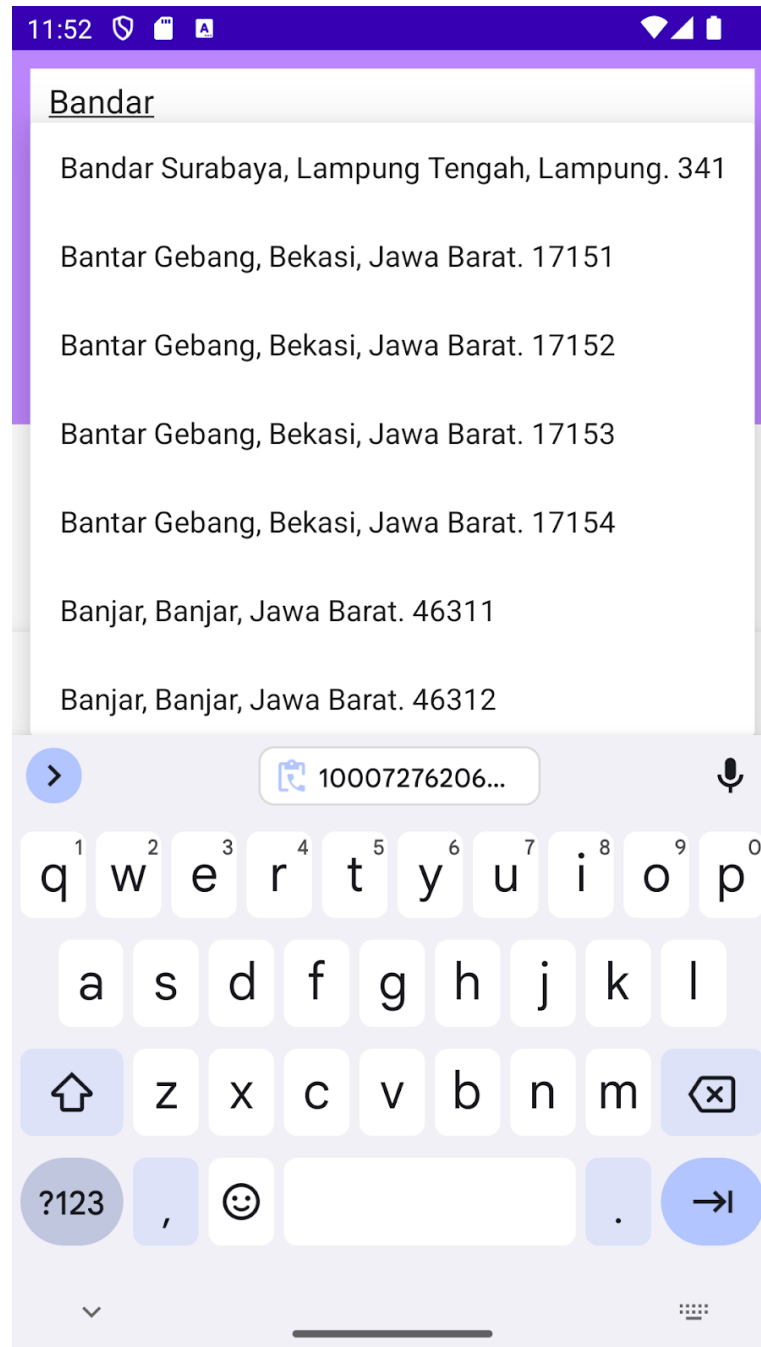 11:52
Bandar
Bandar Surabaya, Lampung Tengah, Lampung. 341
Bantar Gebang, Bekasi, Jawa Barat. 17151
Bantar Gebang, Bekasi, Jawa Barat. 17152
Bantar Gebang, Bekasi, Jawa Barat. 17153
Bantar Gebang, Bekasi, Jawa Barat. 17154
Banjar, Banjar, Jawa Barat. 46311
Banjar, Banjar, Jawa Barat. 46312
10007276206...
1 2 3 4 5 6 7 8 9 0
q w e r t y u i o p
a s d f g h j k l
z x c v b n m
?123 , .